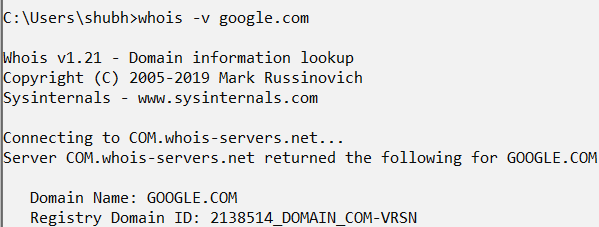 C:\Users\shubh>whois -v google.com
Whois v1.21 - Domain information lookup
Copyright (C) 2005-2019 Mark Russinovich
Sysinternals - www.sysinternals.com
Connecting to COM.whois-servers.net...
Server COM.whois-servers.net returned the following for GOOGLE.COM
Domain Name: GOOGLE.COM
Registry Domain ID: 2138514_DOMAIN_COM-VRSN